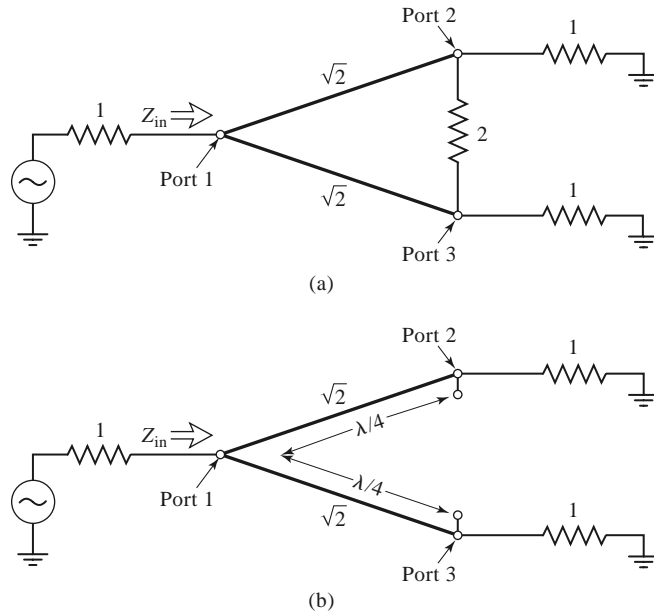 Port 2
1
√2
1
Z_in
2
Port 1
1
√2
Port 3
(a)
Port 2
1
√2
1
λ/4
Z_in
Port 1
λ/4
1
√2
Port 3
(b)